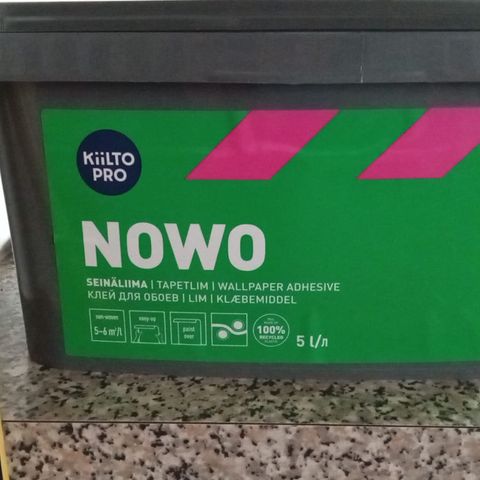 KiiLTO
PRO
NOWO
SEINÄLIIMA | TAPETLIM | WALLPAPER ADHESIVE
КЛЕЙ ДЛЯ ОБОЕВ | LIM | KLÆBEMIDDEL
non-woven
5–6 m²/l
easy-up
paint
over
100%
RECYCLED
5 l/л